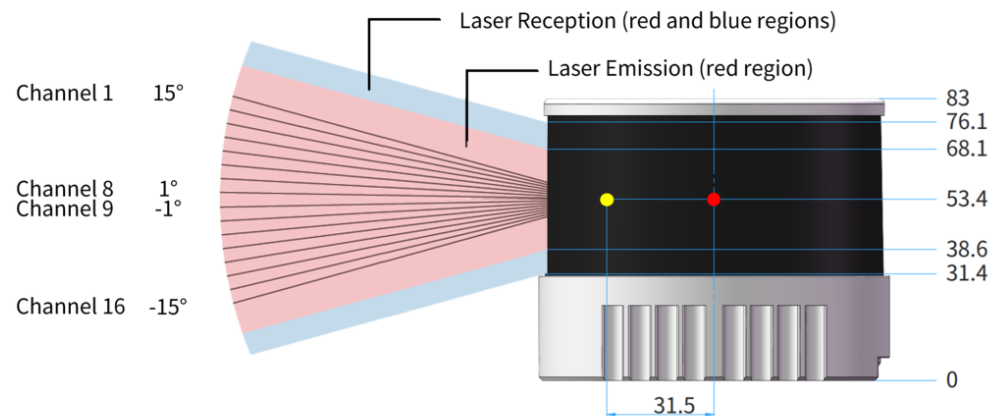 Laser Reception (red and blue regions)
Laser Emission (red region)
Channel 1 15°
Channel 8 1°
Channel 9 -1°
Channel 16 -15°
83
76.1
68.1
53.4
38.6
31.4
0
31.5